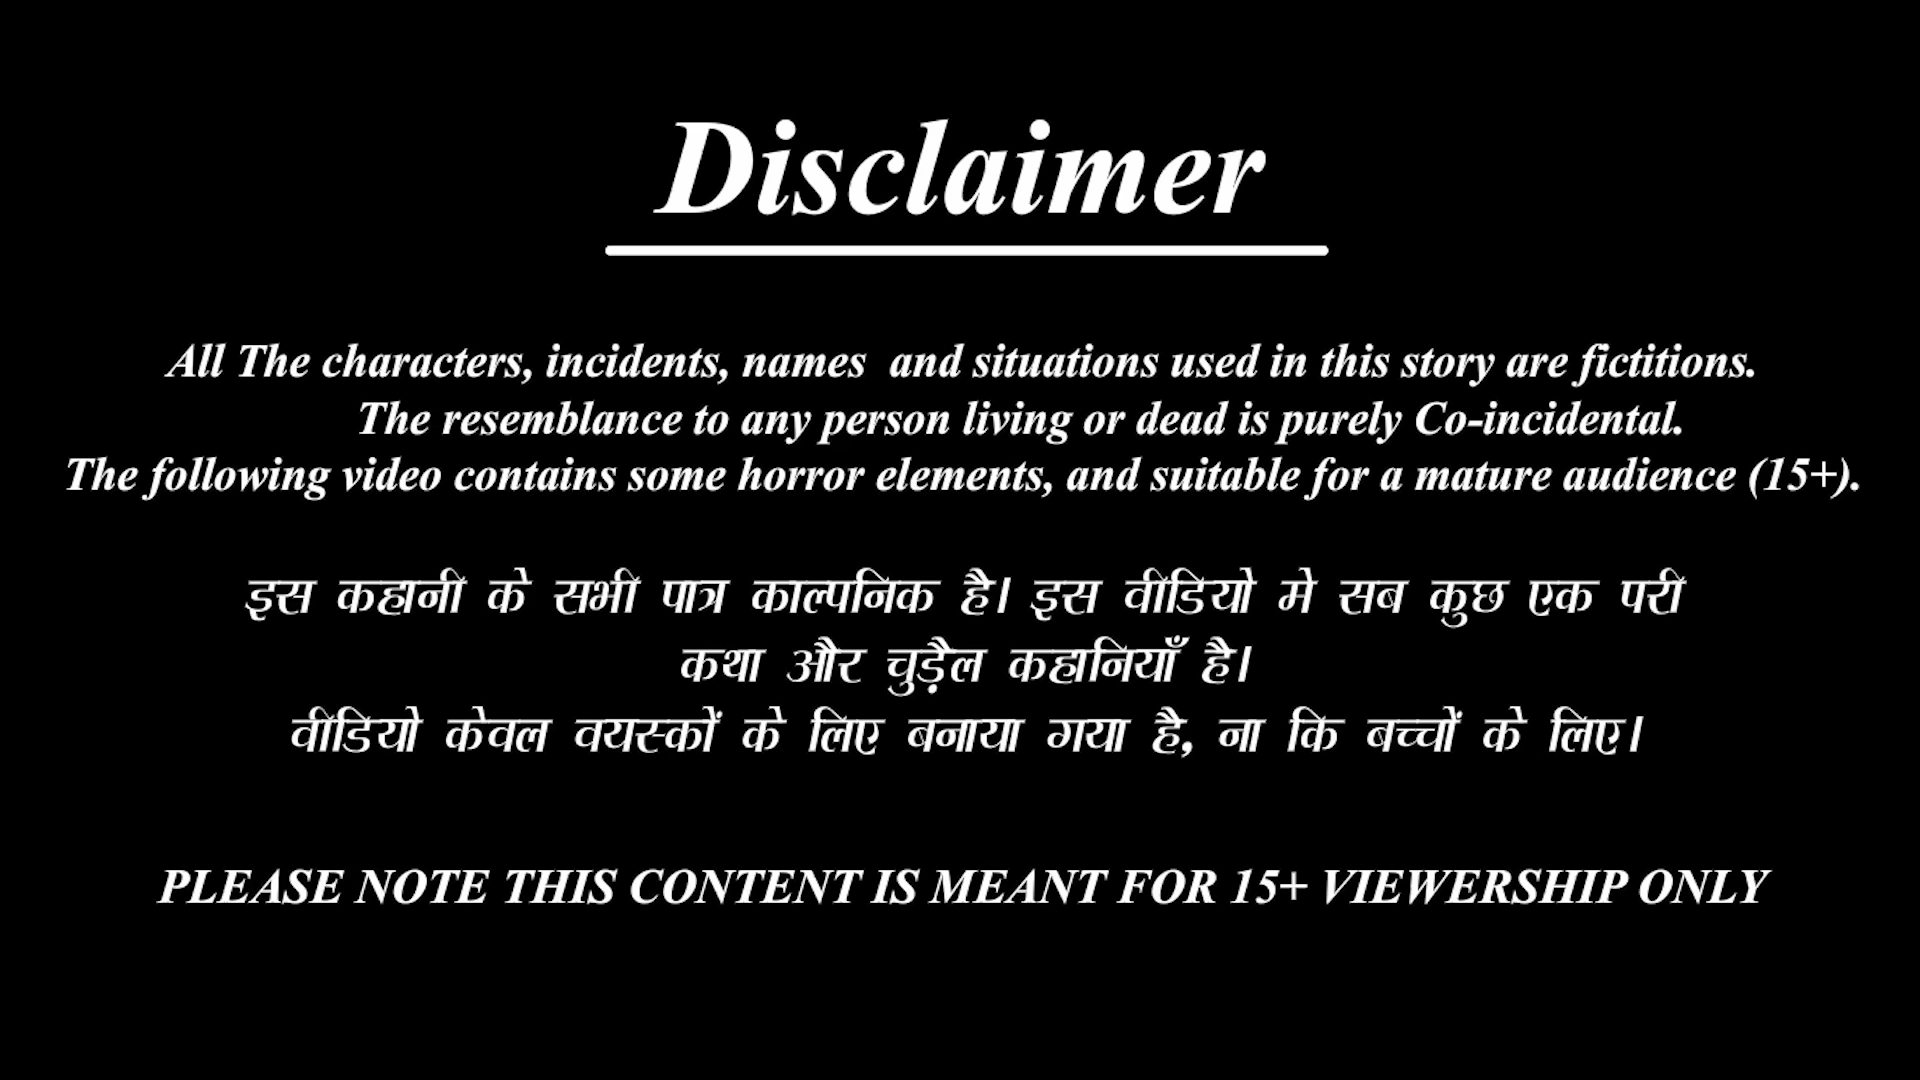 Disclaimer
All The characters, incidents, names and situations used in this story are fictitions.
The resemblance to any person living or dead is purely Co-incidental.
The following video contains some horror elements, and suitable for a mature audience (15+).
इस कहानी के सभी पात्र काल्पनिक है। इस वीडियो मे सब कुछ एक परी
कथा और चुड़ैल कहानियाँ है।
वीडियो केवल वयस्कों के लिए बनाया गया है, ना कि बच्चों के लिए।
PLEASE NOTE THIS CONTENT IS MEANT FOR 15+ VIEWERSHIP ONLY